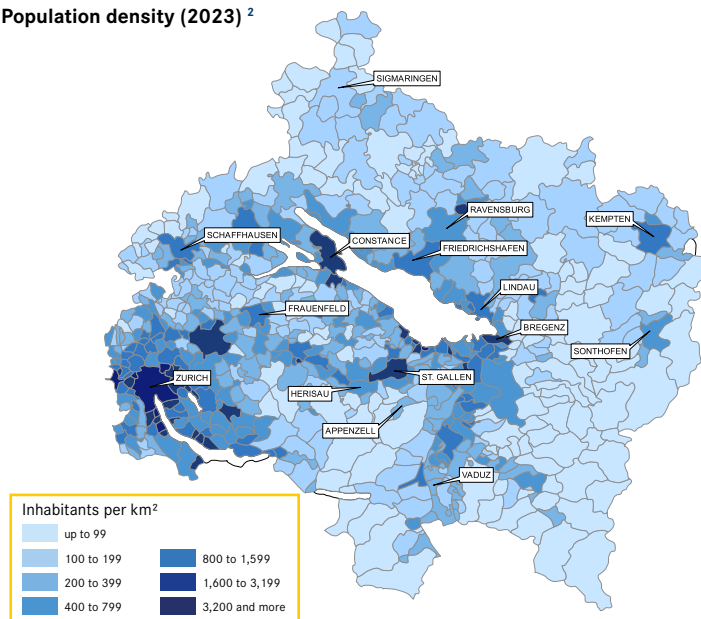 Population density (2023) 2
SIGMARINGEN
RAVENSBURG
KEMPTEN
SCHAFFHAUSEN
CONSTANCE
FRIEDRICHSHAFEN
LINDAU
FRAUENFELD
BREGENZ
SONTHOFEN
ZURICH
ST. GALLEN
HERISAU
APPENZELL
VADUZ
Inhabitants per km²
up to 99
100 to 199
200 to 399
400 to 799
800 to 1,599
1,600 to 3,199
3,200 and more